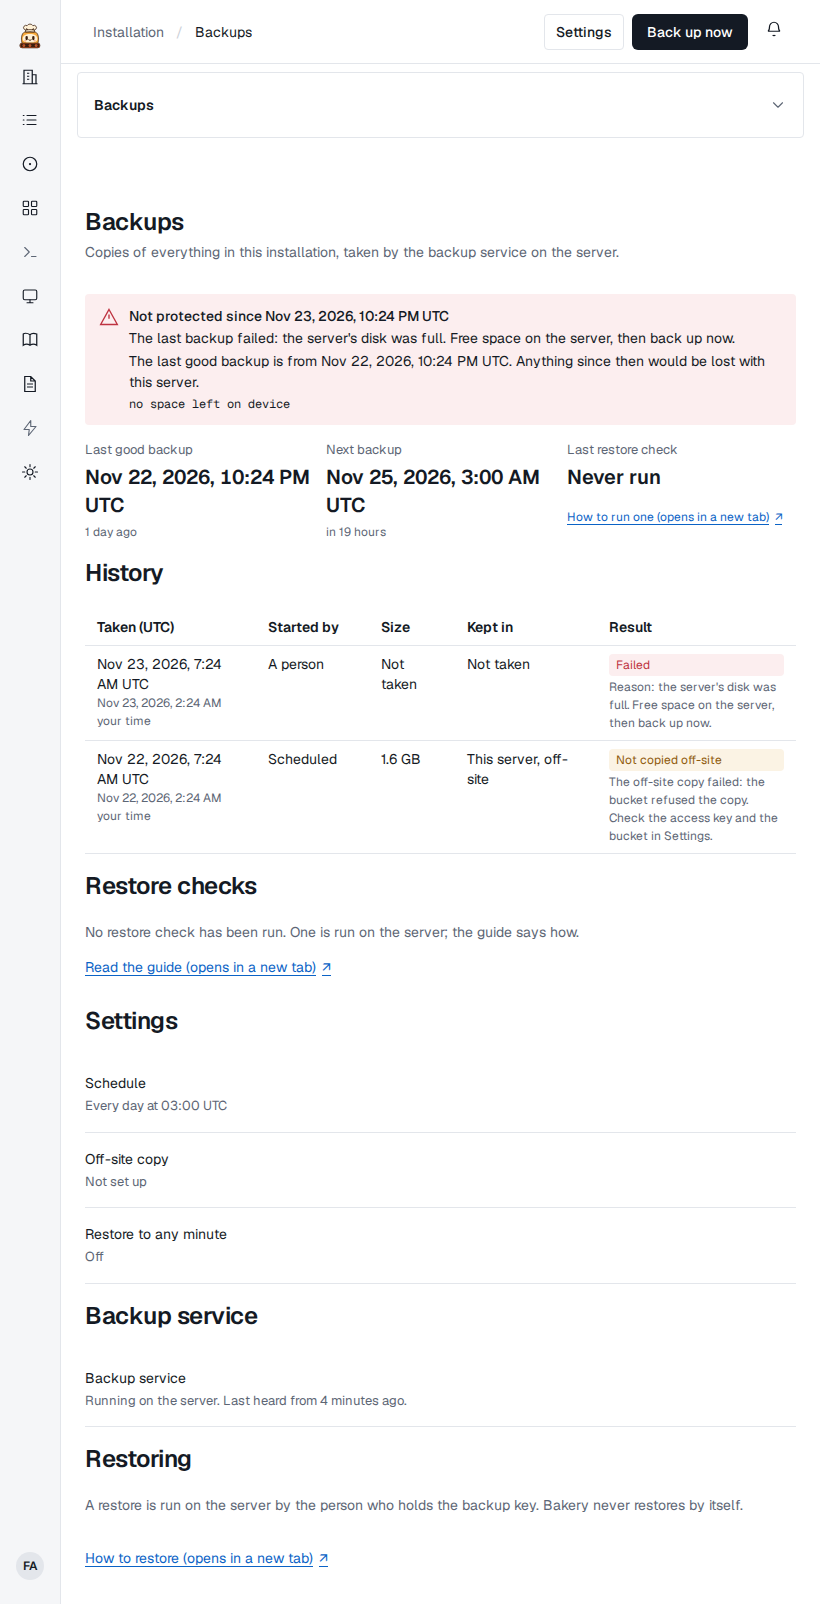 Installation / Backups
Settings
Back up now
Backups
Backups
Copies of everything in this installation, taken by the backup service on the server.
Not protected since Nov 23, 2026, 10:24 PM UTC
The last backup failed: the server's disk was full. Free space on the server, then back up now.
The last good backup is from Nov 22, 2026, 10:24 PM UTC. Anything since then would be lost with
this server.
no space left on device
Last good backup
Nov 22, 2026, 10:24 PM
UTC
1 day ago
Next backup
Nov 25, 2026, 3:00 AM
UTC
in 19 hours
Last restore check
Never run
How to run one (opens in a new tab)
History
Taken (UTC) Started by Size Kept in Result
Nov 23, 2026, 7:24
AM UTC
Nov 23, 2026, 2:24 AM
your time
A person
Not
taken
Not taken
Failed
Reason: the server's disk was
full. Free space on the server,
then back up now.
Nov 22, 2026, 7:24
AM UTC
Nov 22, 2026, 2:24 AM
your time
Scheduled
1.6 GB
This server, off-
site
Not copied off-site
The off-site copy failed: the
bucket refused the copy.
Check the access key and the
bucket in Settings.
Restore checks
No restore check has been run. One is run on the server; the guide says how.
Read the guide (opens in a new tab)
Settings
Schedule
Every day at 03:00 UTC
Off-site copy
Not set up
Restore to any minute
Off
Backup service
Backup service
Running on the server. Last heard from 4 minutes ago.
Restoring
A restore is run on the server by the person who holds the backup key. Bakery never restores by itself.
How to restore (opens in a new tab)
FA